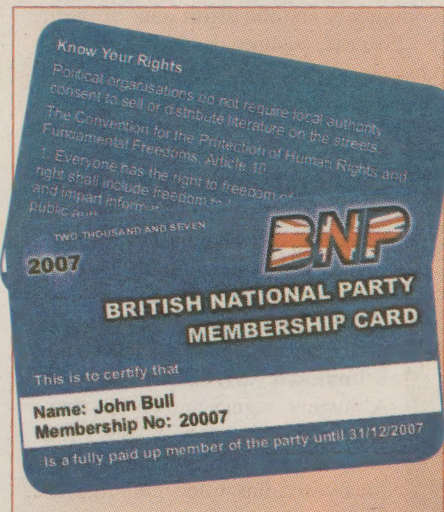 Know Your Rights
Political organisations do not require local authority
consent to sell or distribute literature on the streets.
The Convention for the Protection of Human Rights and
Fundamental Freedoms, Article
1. Everyone has the right to freedom of
right shall include freedom to
and impart
public
TWO THOUSAND AND SEVEN
2007
BNP
BRITISH NATIONAL PARTY
MEMBERSHIP CARD
This is to certify that
Name: John Bull
Membership No: 20007
Is a fully paid up member of the party until 31/12/2007